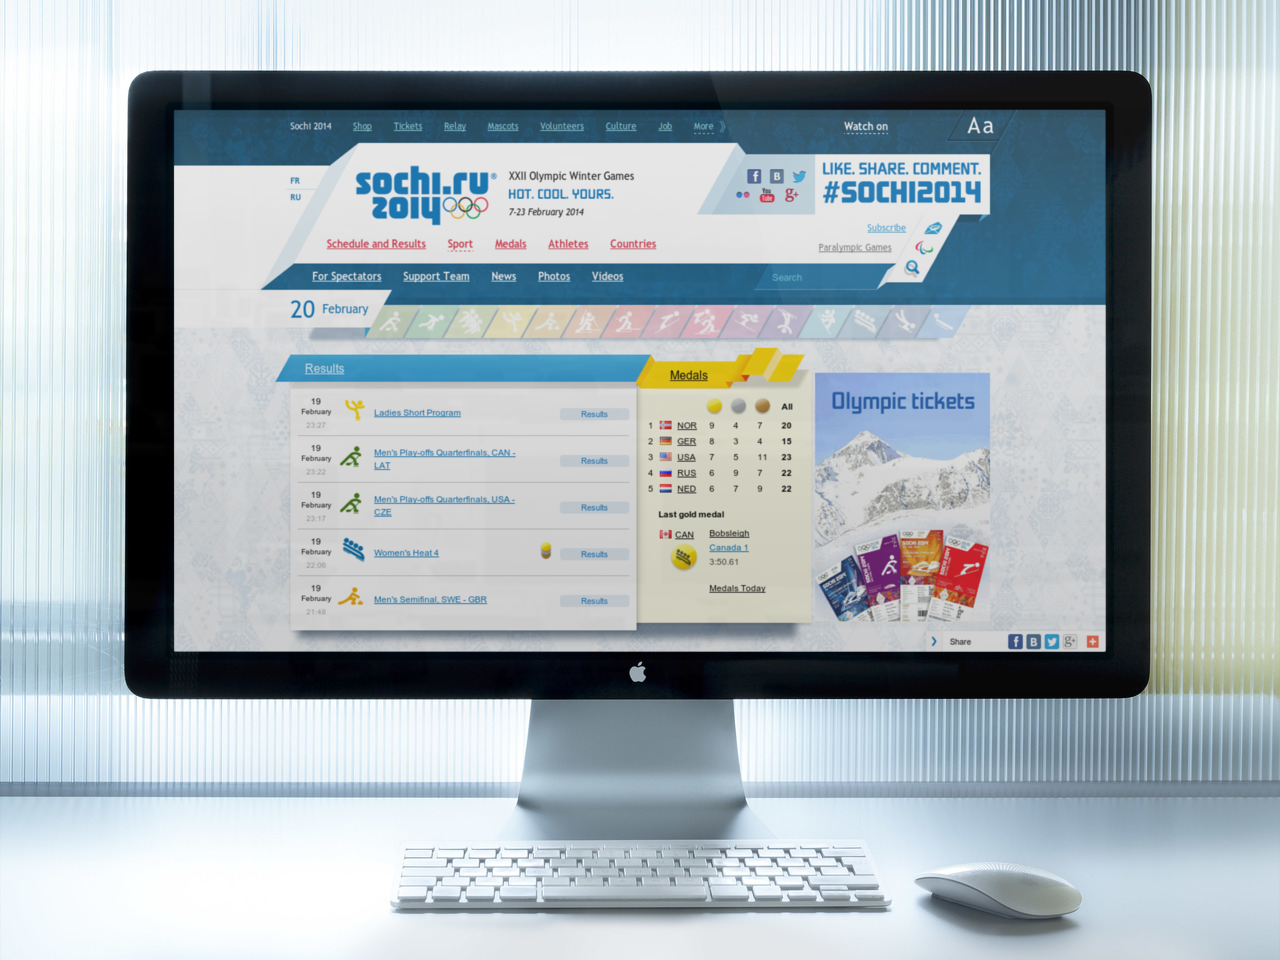 Sochi 2014 Shop Tickets Relay Mascots Volunteers Culture Job More Watch on Aa
FR
RU
sochi.ru
2014
XXII Olympic Winter Games
HOT. COOL. YOURS.
7-23 February 2014
You
Tube
g+
LIKE. SHARE. COMMENT.
#SOCHI2014
Subscribe
Paralympic Games
Schedule and Results Sport Medals Athletes Countries
For Spectators Support Team News Photos Videos Search
20 February
Results
19 February 23:27 Ladies Short Program Results
19 February 23:22 Men's Play-offs Quarterfinals, CAN -
LAT Results
19 February 23:17 Men's Play-offs Quarterfinals, USA -
CZE Results
19 February 22:06 Women's Heat 4 Results
19 February 21:48 Men's Semifinal, SWE - GBR Results
Medals
All
1 NOR 9 4 7 20
2 GER 8 3 4 15
3 USA 7 5 11 23
4 RUS 6 9 7 22
5 NED 6 7 9 22
Last gold medal
CAN Bobsleigh
Canada 1
3:50.61
Medals Today
Olympic tickets
Share